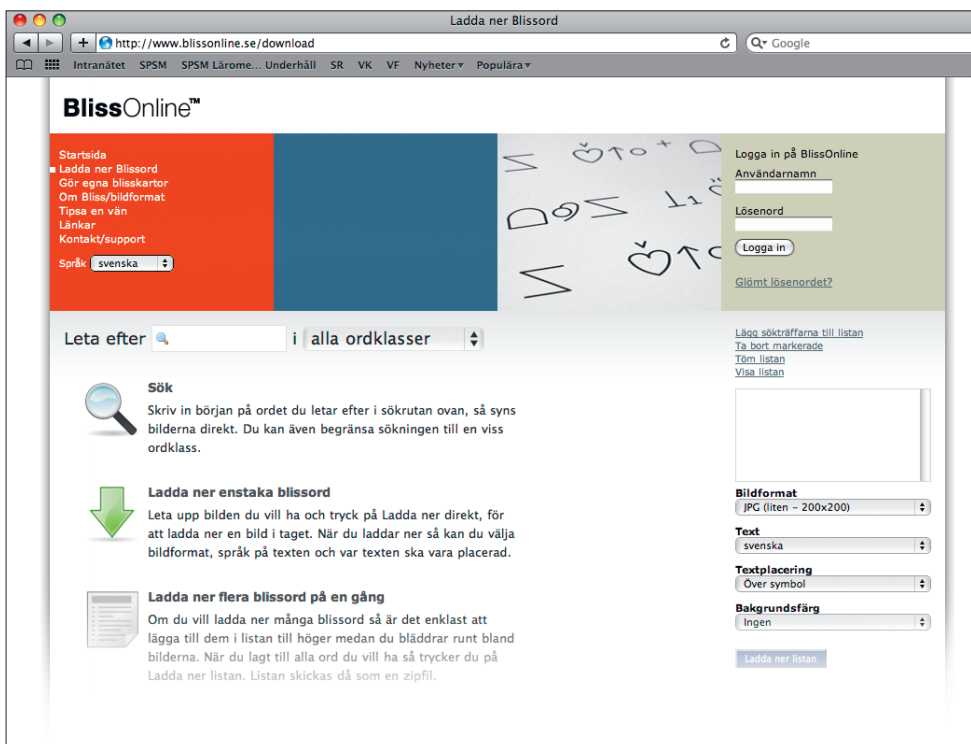 Ladda ner Blissord
http://www.blissonline.se/download
Google
Intranätet SPSM SPSM Lärome... Underhåll SR VK VF Nyheter Populära
BlissOnline™
Startsida
Ladda ner Blissord
Gör egna blisskartor
Om Bliss/bildformat
Tipsa en vän
Länkar
Kontakt/support
Språk svenska
Logga in på BlissOnline
Användarnamn
Lösenord
Logga in
Glömt lösenordet?
Leta efter i alla ordklasser
Sök
Skriv in början på ordet du letar efter i sökrutan ovan, så syns
bilderna direkt. Du kan även begränsa sökningen till en viss
ordklass.
Ladda ner enstaka blissord
Leta upp bilden du vill ha och tryck på Ladda ner direkt, för
att ladda ner en bild i taget. När du laddar ner så kan du välja
bildformat, språk på texten och var texten ska vara placerad.
Ladda ner flera blissord på en gång
Om du vill ladda ner många blissord så är det enklast att
lägga till dem i listan till höger medan du bläddrar runt bland
bilderna. När du lagt till alla ord du vill ha så trycker du på
Ladda ner listan. Listan skickas då som en zipfil.
Lägg sökträffarna till listan
Ta bort markerade
Töm listan
Visa listan
Bildformat
JPG (liten - 200x200)
Text
svenska
Textplacering
Över symbol
Bakgrundsfärg
Ingen
Ladda ner listan